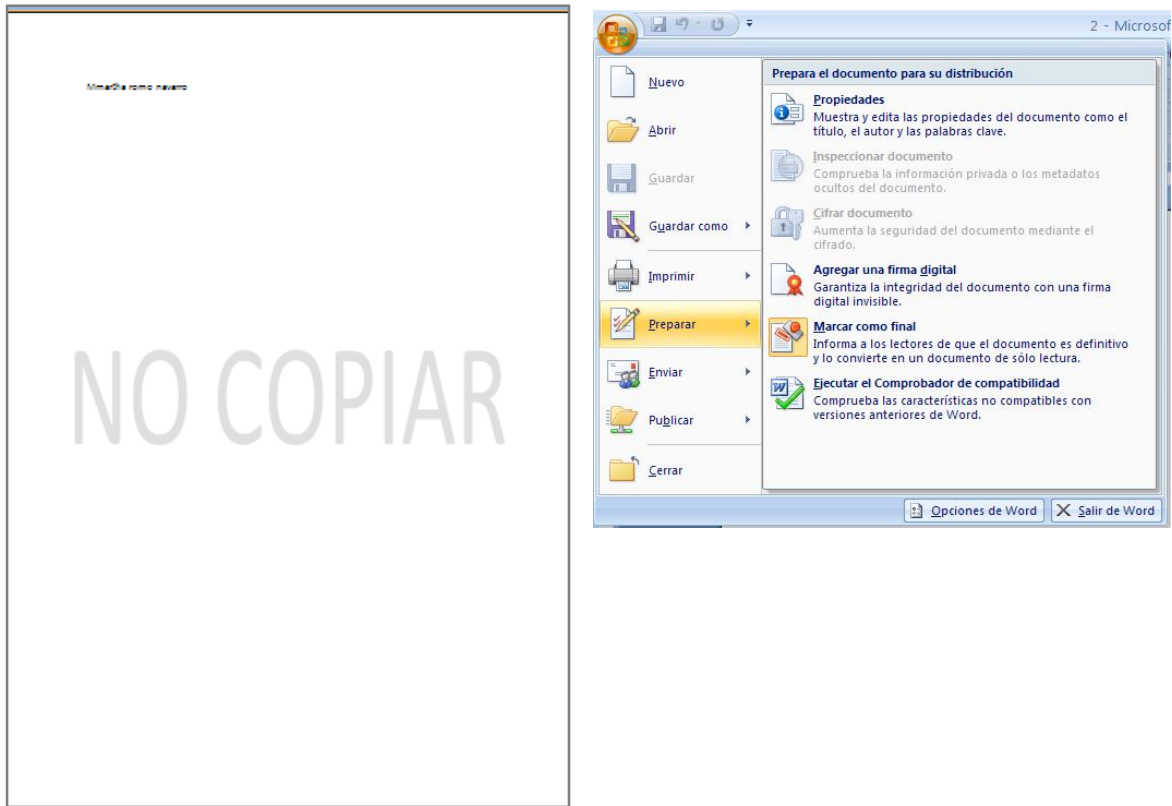 romo navarro
NO COPIAR
2 - Microsof
Nuevo
Abrir
Guardar
Guardar como
Imprimir
Preparar
Enviar
Publicar
Cerrar
Prepara el documento para su distribución
Propiedades
Muestra y edita las propiedades del documento como el
título, el autor y las palabras clave.
Inspeccionar documento
Comprueba la información privada o los metadatos
ocultos del documento.
Cifrar documento
Aumenta la seguridad del documento mediante el
cifrado.
Agregar una firma digital
Garantiza la integridad del documento con una firma
digital invisible.
Marcar como final
Informa a los lectores de que el documento es definitivo
y lo convierte en un documento de sólo lectura.
Ejecutar el Comprobador de compatibilidad
Comprueba las características no compatibles con
versiones anteriores de Word.
Opciones de Word
Salir de Word